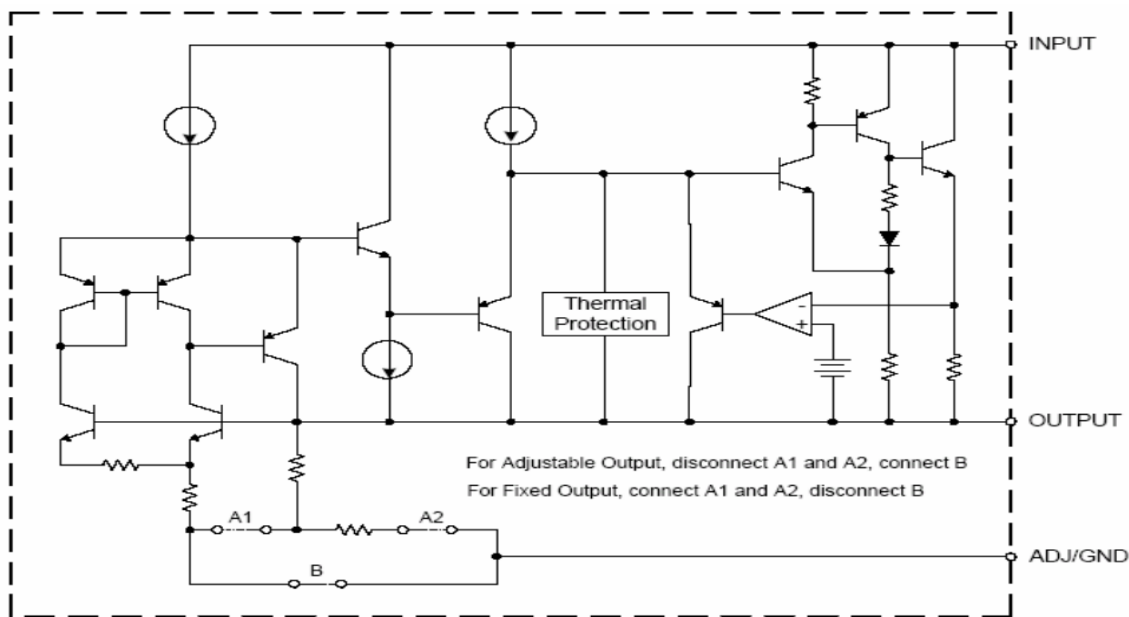 INPUT
Thermal
Protection
-
+
OUTPUT
For Adjustable Output, disconnect A1 and A2, connect B
For Fixed Output, connect A1 and A2, disconnect B
A1
A2
B
ADJ/GND